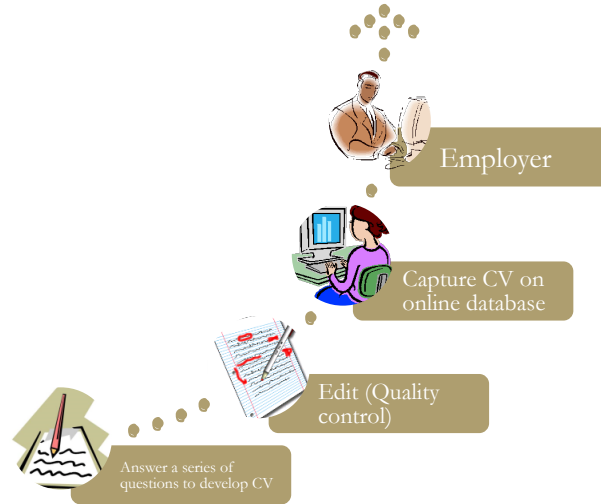 Employer
Capture CV on
online database
Edit (Quality
control)
Answer a series of
questions to develop CV